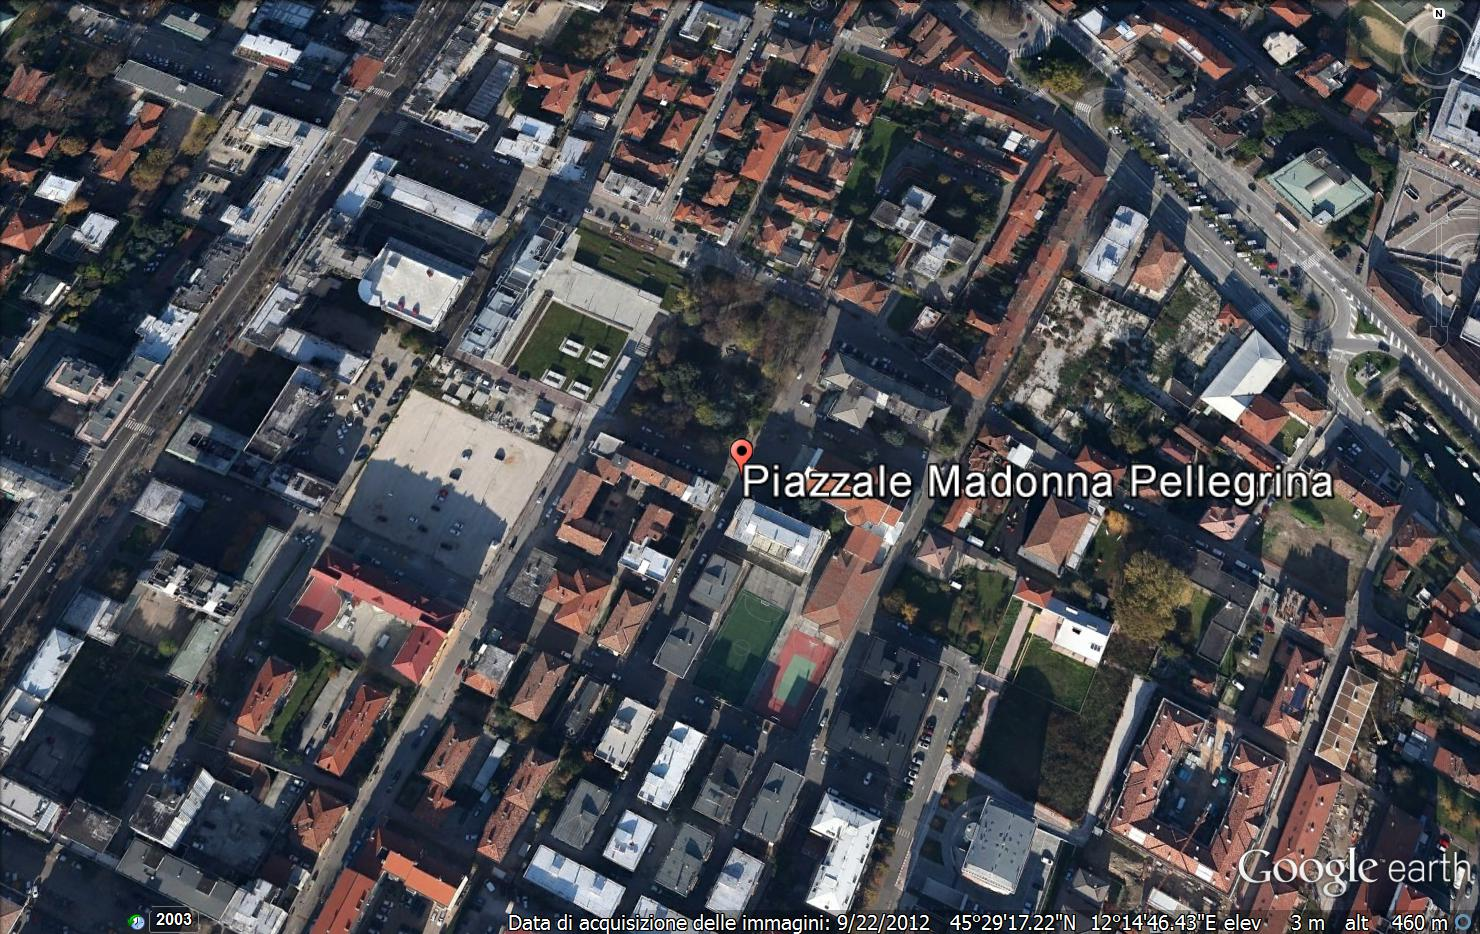 N
Piazzale Madonna Pellegrina
Google earth
2003
Data di acquisizione delle immagini: 9/22/2012 45°29'17.22"N 12°14'46.43"E elev 3 m alt 460 m